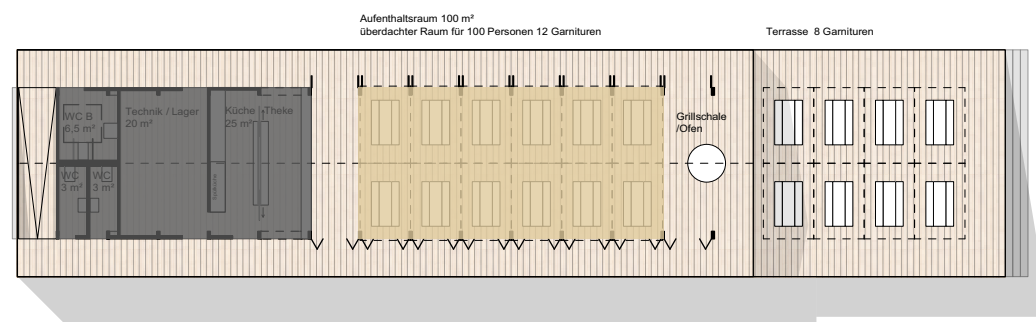 Aufenthaltsraum 100 m²
überdachter Raum für 100 Personen 12 Garnituren
Terrasse  8 Garnituren
WC B
6,5 m²
Technik / Lager
20 m²
Küche
25 m²
Theke
Grillschale
/Ofen
WC
3 m²
WC
3 m²